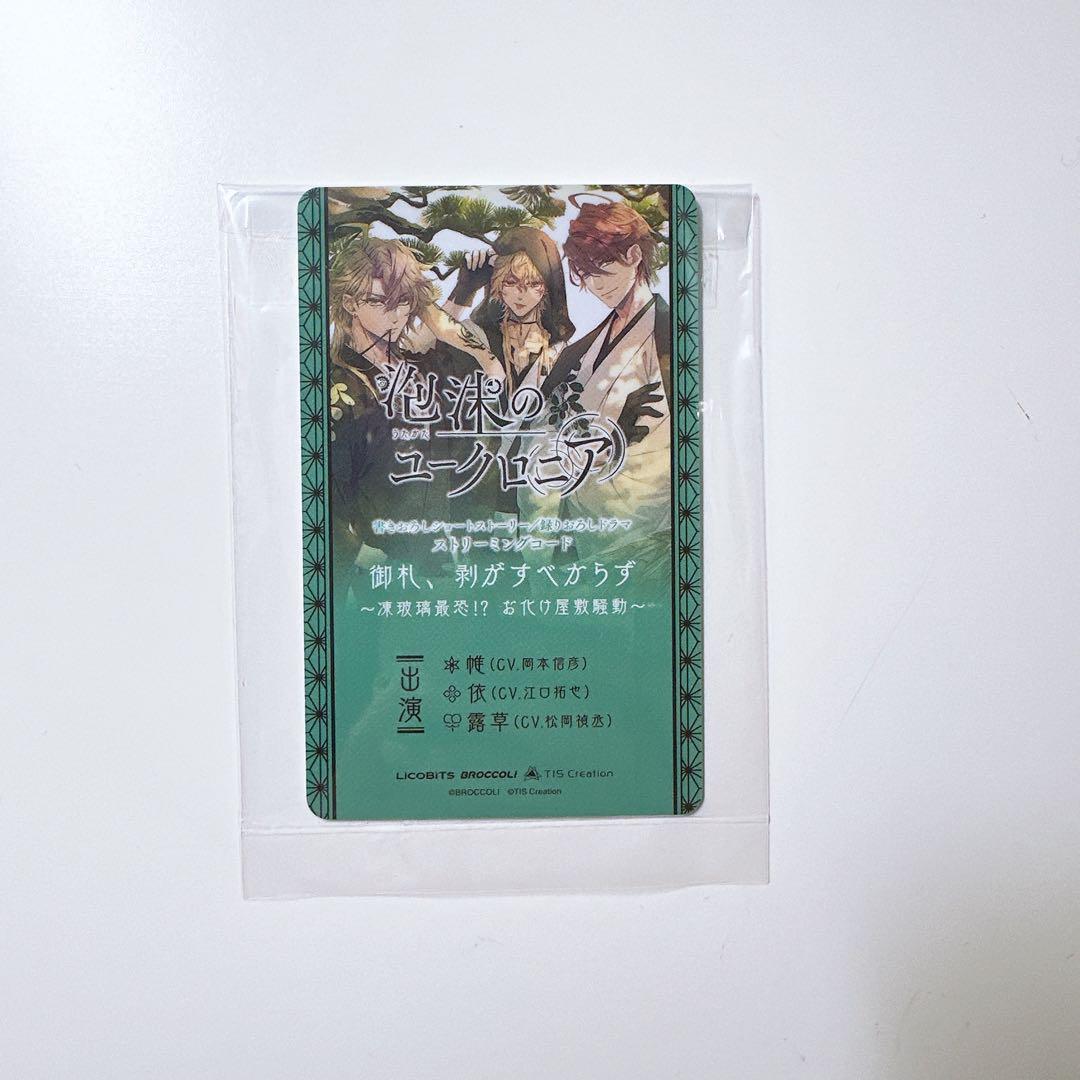 泡沫の
うたかた
ユークロニア
書きおろしショートストーリー/録りおろしドラマ
ストリーミングコード
御札、剥がすべからず
~凍玻璃最恐!? お化け屋敷騒動~
出演
帷(CV.岡本信彦)
依(CV.江口拓也)
露草(CV.松岡禎丞)
LicoBiTs BROCCOLI TIS Creation
©BROCCOLI ©TIS Creation